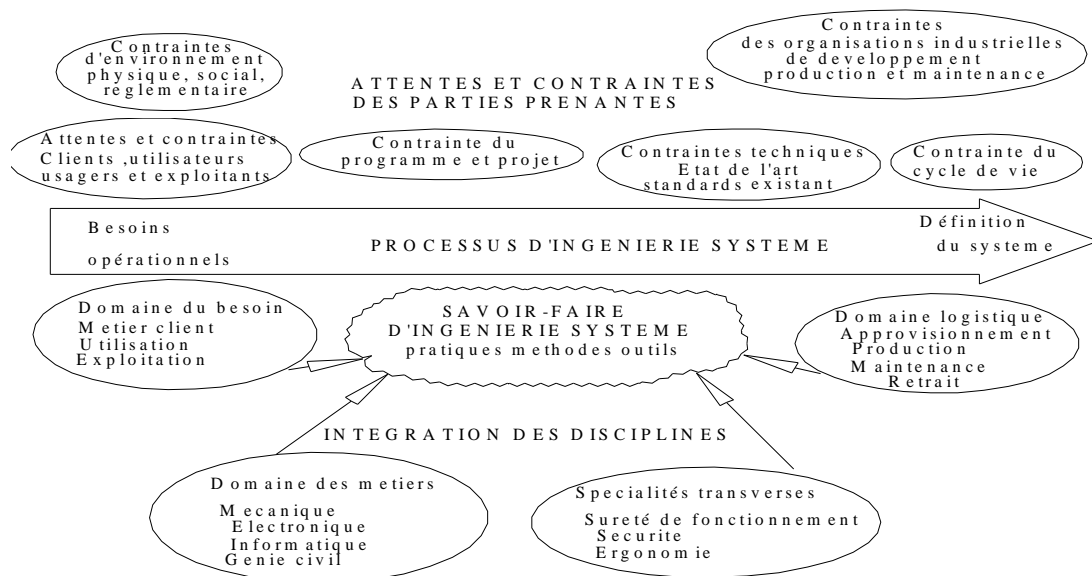 Contraintes
d'environnement
physique, social,
réglementaire
Contraintes
des organisations industrielles
de developpement
production et maintenance
ATTENTES ET CONTRAINTES
DES PARTIES PRENANTES
Attentes et contraintes
Clients ,utilisateurs
usagers et exploitants
Contrainte du
programme et projet
Contraintes techniques
Etat de l'art
standards existant
Contrainte du
cycle de vie
Besoins
opérationnels
PROCESSUS D'INGENIERIE SYSTEME
Définition
du systeme
Domaine du besoin
Metier client
Utilisation
Exploitation
SAVOIR-FAIRE
D'INGENIERIE SYSTEME
pratiques methodes outils
Domaine logistique
Approvisionnement
Production
Maintenance
Retrait
INTEGRATION DES DISCIPLINES
Domaine des metiers
Mecanique
Electronique
Informatique
Genie civil
Specialités transverses
Sureté de fonctionnement
Securite
Ergonomie